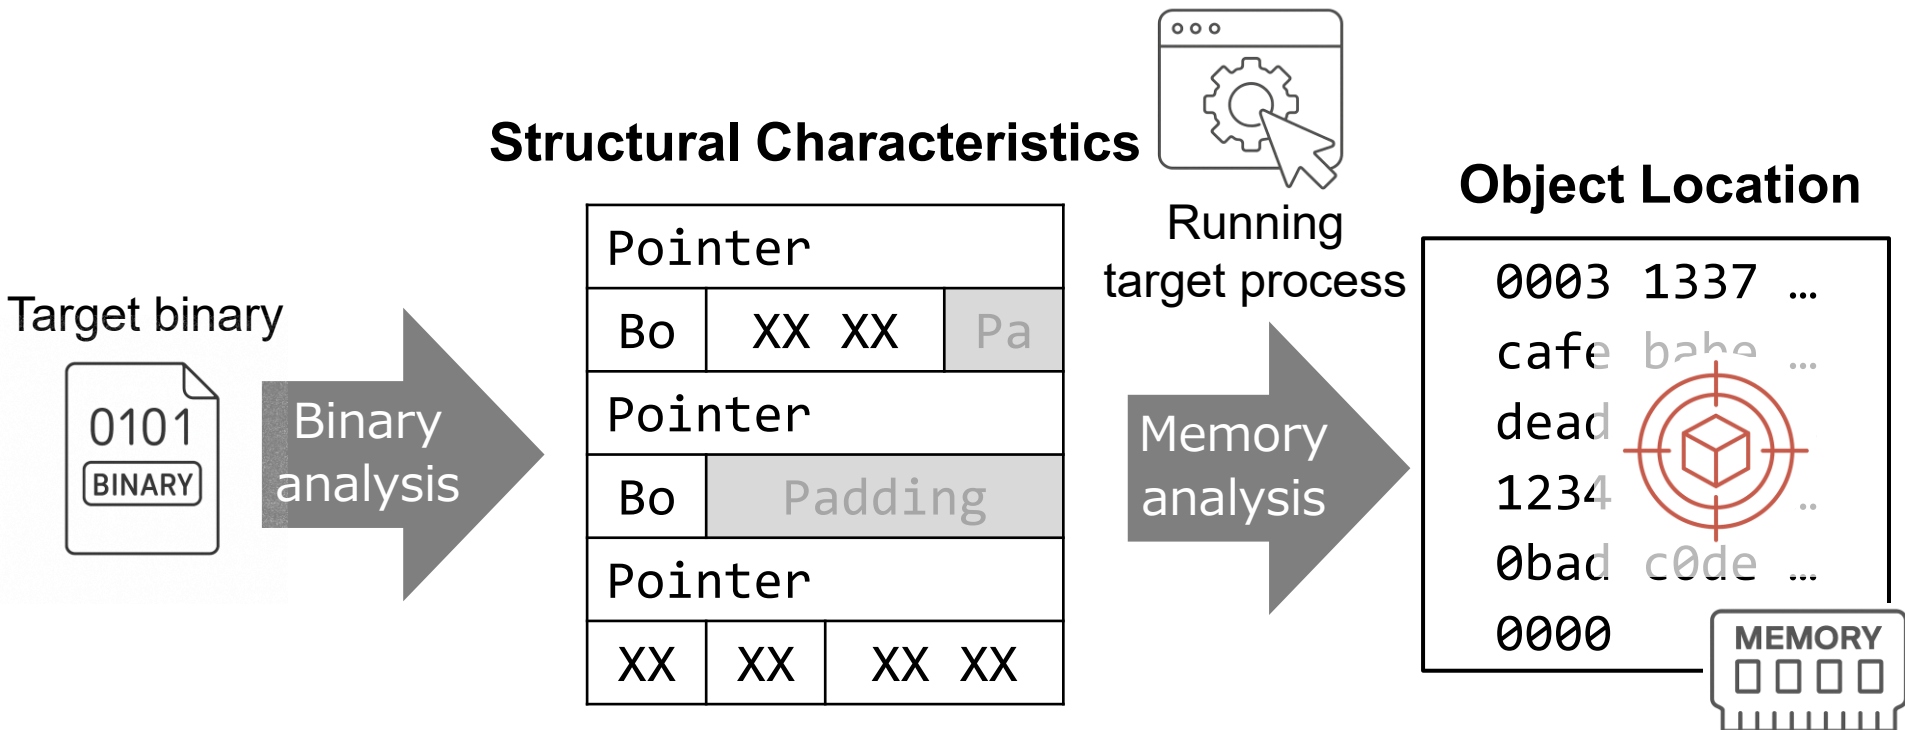 Target binary
0101
BINARY
Binary
analysis
Structural Characteristics
Pointer
Bo XX XX Pa
Pointer
Bo Padding
Pointer
XX XX XX XX
Running
target process
Memory
analysis
Object Location
0003 1337 …
cafe babe …
dead
1234 …
0bad c0de …
0000
MEMORY